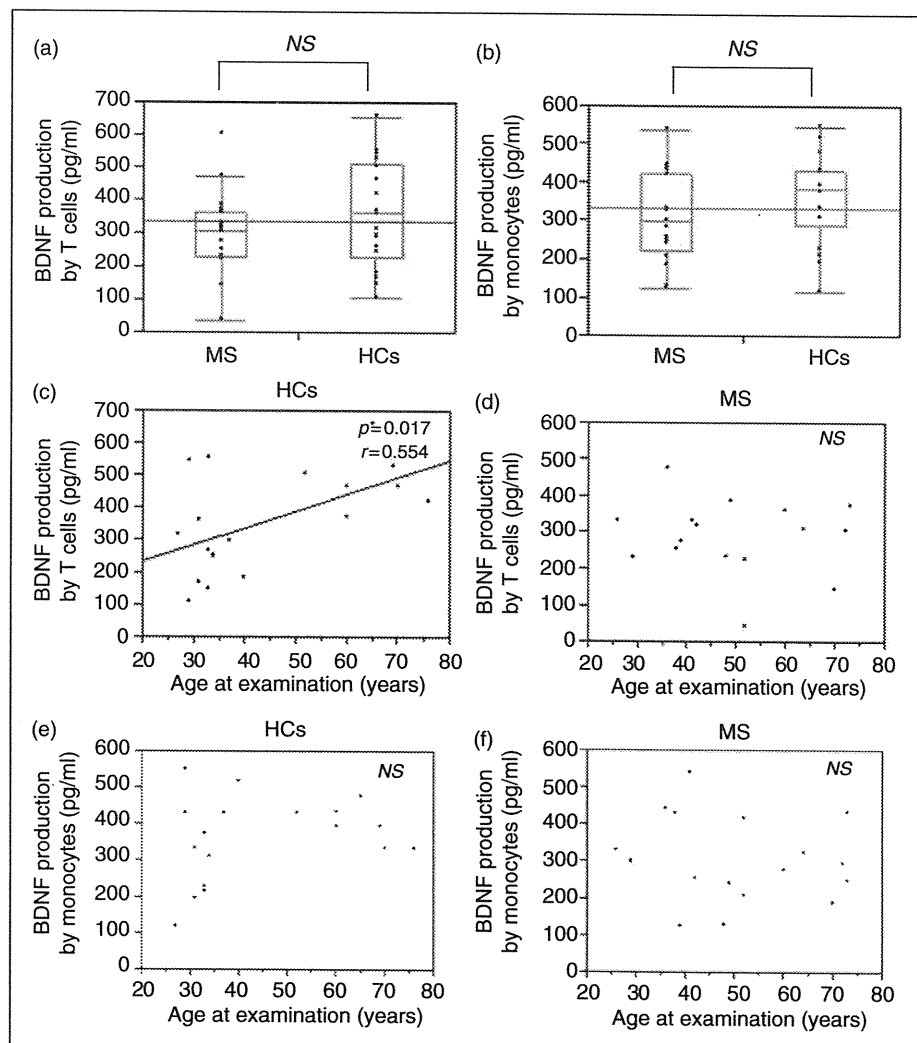 (a)
NS
BDNF production
by T cells (pg/ml)
700
600
500
400
300
200
100
0
MS HCs
(b)
NS
BDNF production
by monocytes (pg/ml)
600
500
400
300
200
100
0
MS HCs
(c)
HCs
BDNF production
by T cells (pg/ml)
700
600
500
400
300
200
100
0
p=0.017
r=0.554
20 30 40 50 60 70 80
Age at examination (years)
(d)
MS
NS
BDNF production
by T cells (pg/ml)
600
500
400
300
200
100
0
20 30 40 50 60 70 80
Age at examination (years)
(e)
HCs
NS
BDNF production
by monocytes (pg/ml)
600
500
400
300
200
100
0
20 30 40 50 60 70 80
Age at examination (years)
(f)
MS
NS
BDNF production
by monocytes (pg/ml)
600
500
400
300
200
100
0
20 30 40 50 60 70 80
Age at examination (years)